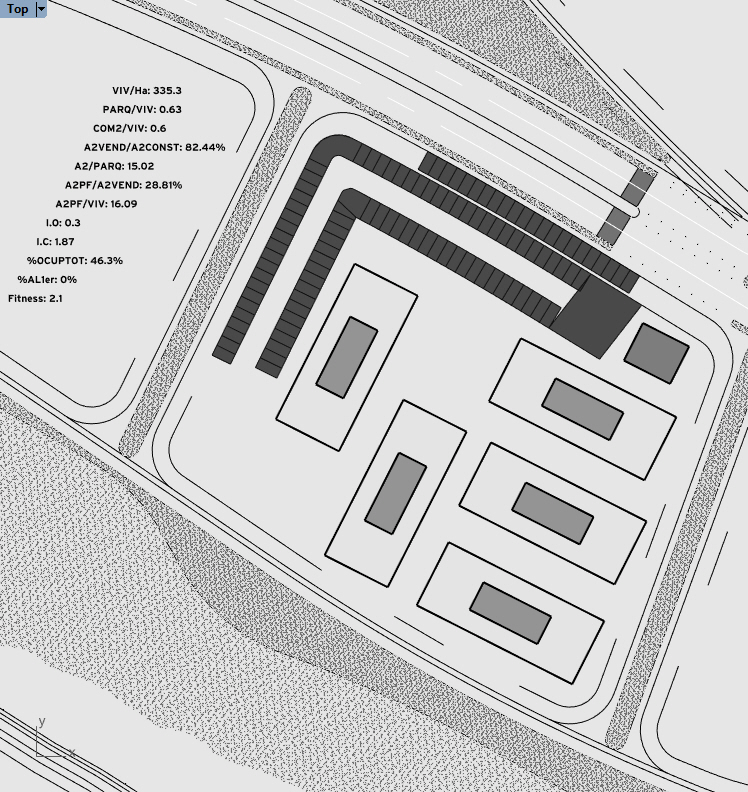 Top
VIV/Ha: 335.3
PARQ/VIV: 0.63
COM2/VIV: 0.6
A2VEND/A2CONST: 82.44%
A2/PARQ: 15.02
A2PF/A2VEND: 28.81%
A2PF/VIV: 16.09
I.O: 0.3
I.C: 1.87
%OCUPTOT: 46.3%
%AL1er: 0%
Fitness: 2.1
y
x